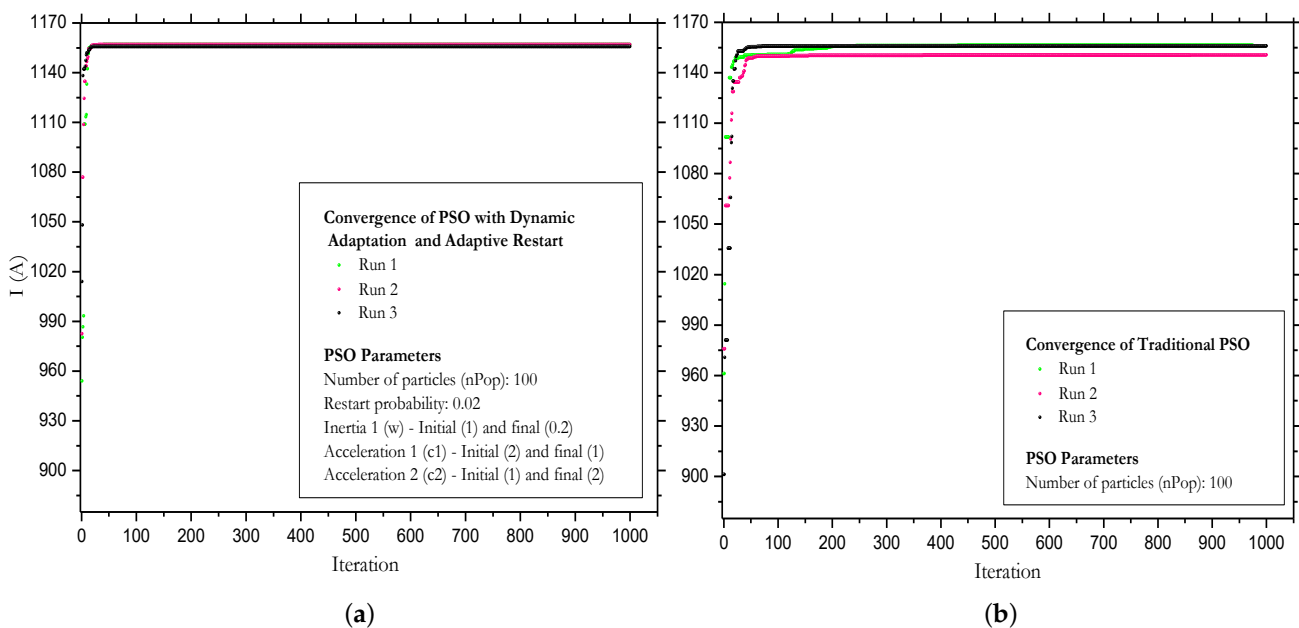 1170
1140
1110
1080
1050
1020
990
960
930
900
I (A)
Convergence of PSO with Dynamic
Adaptation and Adaptive Restart
Run 1
Run 2
Run 3
PSO Parameters
Number of particles (nPop): 100
Restart probability: 0.02
Inertia 1 (w) - Initial (1) and final (0.2)
Acceleration 1 (c1) - Initial (2) and final (1)
Acceleration 2 (c2) - Initial (1) and final (2)
0 100 200 300 400 500 600 700 800 900 1000
Iteration
(a)
1170
1140
1110
1080
1050
1020
990
960
930
900
Convergence of Traditional PSO
Run 1
Run 2
Run 3
PSO Parameters
Number of particles (nPop): 100
0 100 200 300 400 500 600 700 800 900 1000
Iteration
(b)